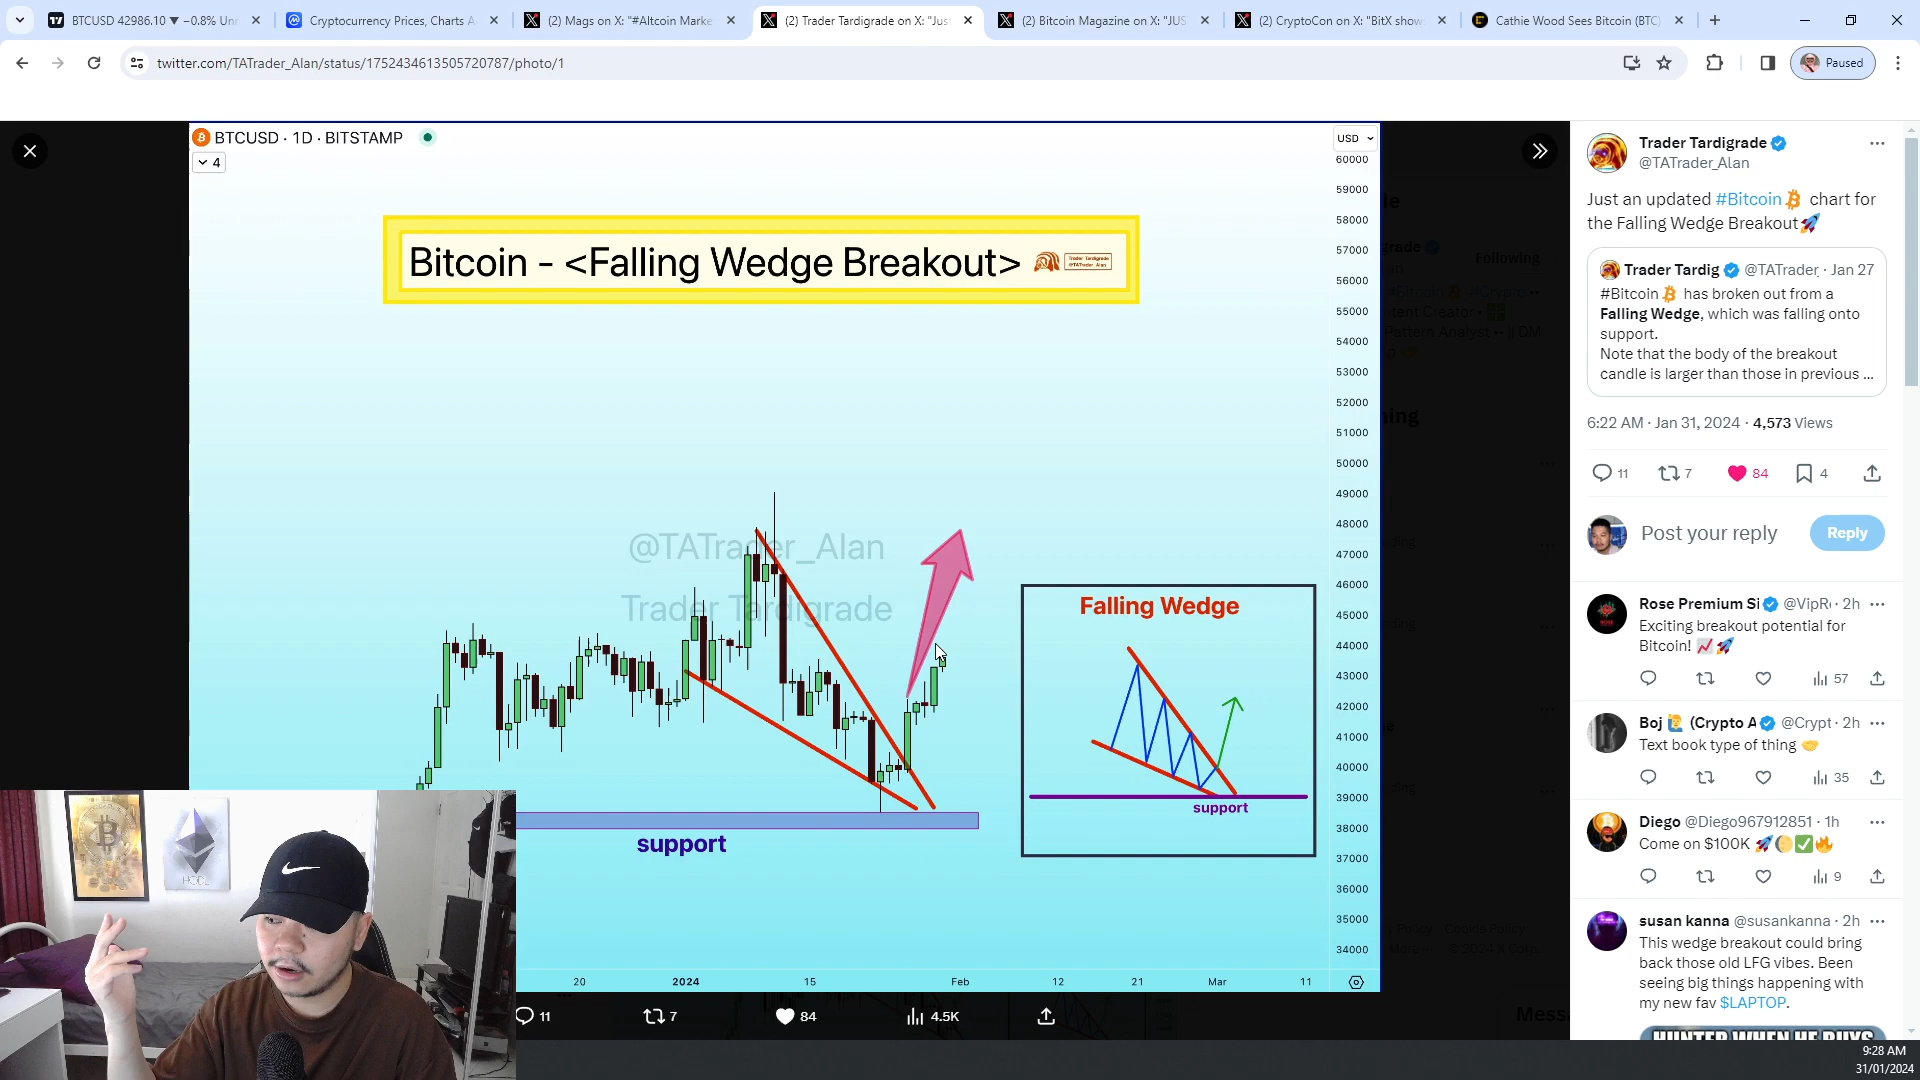 BTCUSD 42986.10 ▼ −0.8% Un
Cryptocurrency Prices, Charts A
(2) Mags on X: "#Altcoin Marke
(2) Trader Tardigrade on X: "Jus
(2) Bitcoin Magazine on X: "JUS
(2) CryptoCon on X: "BitX show
Cathie Wood Sees Bitcoin (BTC)
twitter.com/TATrader_Alan/status/1752434613505720787/photo/1
Paused
BTCUSD · 1D · BITSTAMP
4
USD
Bitcoin - <Falling Wedge Breakout>
Trader Tardigrade
@TATrader_Alan
60000
59000
58000
57000
56000
55000
54000
53000
52000
51000
50000
49000
48000
47000
46000
45000
44000
43000
42000
41000
40000
39000
38000
37000
36000
35000
34000
@TATrader_Alan
Trader Tardigrade
Falling Wedge
support
support
HODL
20
2024
15
Feb
12
21
Mar
11
11
7
84
4.5K
Following
Trader Tardigrade
@TATrader_Alan
Just an updated #Bitcoin chart for
the Falling Wedge Breakout🚀
Trader Tardig @TATrader_ · Jan 27
#Bitcoin has broken out from a
Falling Wedge, which was falling onto
support.
Note that the body of the breakout
candle is larger than those in previous ...
6:22 AM · Jan 31, 2024 · 4,573 Views
11
7
84
4
Post your reply
Reply
Rose Premium Si @VipR · 2h
Exciting breakout potential for
Bitcoin! 📈🚀
57
Boj (Crypto A @Crypt · 2h
Text book type of thing
35
Diego @Diego967912851 · 1h
Come on $100K 🚀🌔✅🔥
9
susan kanna @susankanna · 2h
This wedge breakout could bring
back those old LFG vibes. Been
seeing big things happening with
my new fav $LAPTOP.
HUNTER WHEN HE BUYS
9:28 AM
31/01/2024